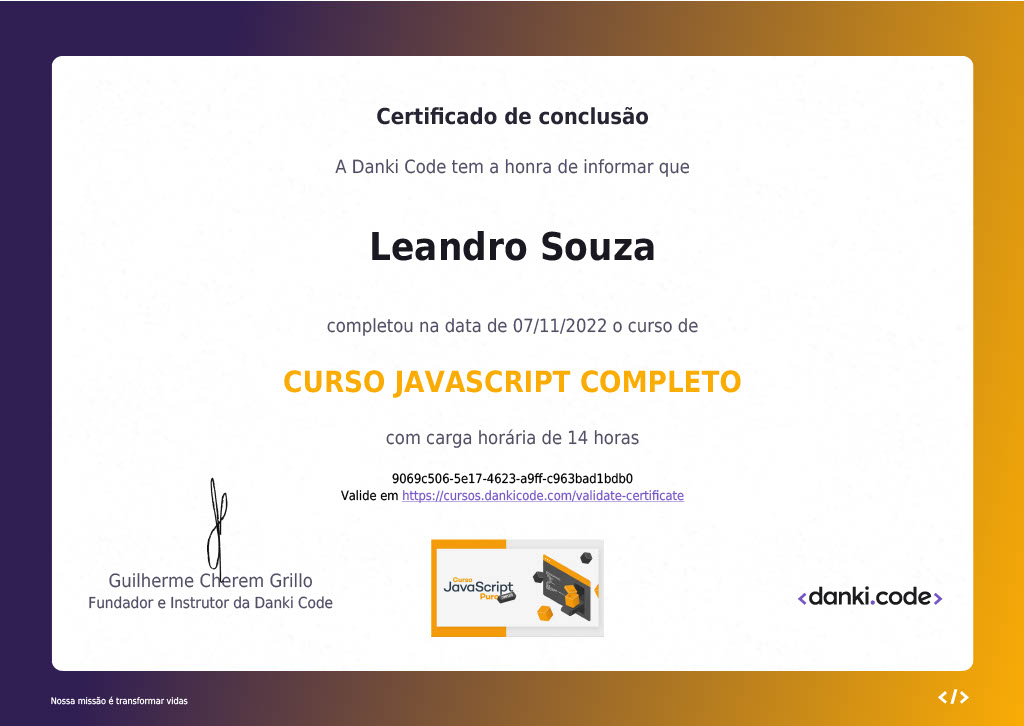 Certificado de conclusão
A Danki Code tem a honra de informar que
Leandro Souza
completou na data de 07/11/2022 o curso de
CURSO JAVASCRIPT COMPLETO
com carga horária de 14 horas
9069c506-5e17-4623-a9ff-c963bad1bdb0
Valide em https://cursos.dankicode.com/validate-certificate
Guilherme Cherem Grillo
Fundador e Instrutor da Danki Code
Curso
JavaScript
Puro
<danki.code>
Nossa missão é transformar vidas
</>